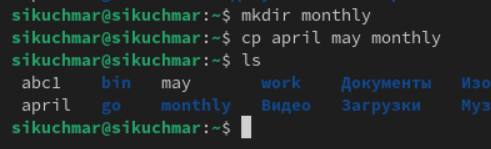 sikuchmar@sikuchmar:~$ mkdir monthly
sikuchmar@sikuchmar:~$ cp april may monthly
sikuchmar@sikuchmar:~$ ls
abc1 bin may work Документы Изо
april go monthly Видео Загрузки Муз
sikuchmar@sikuchmar:~$